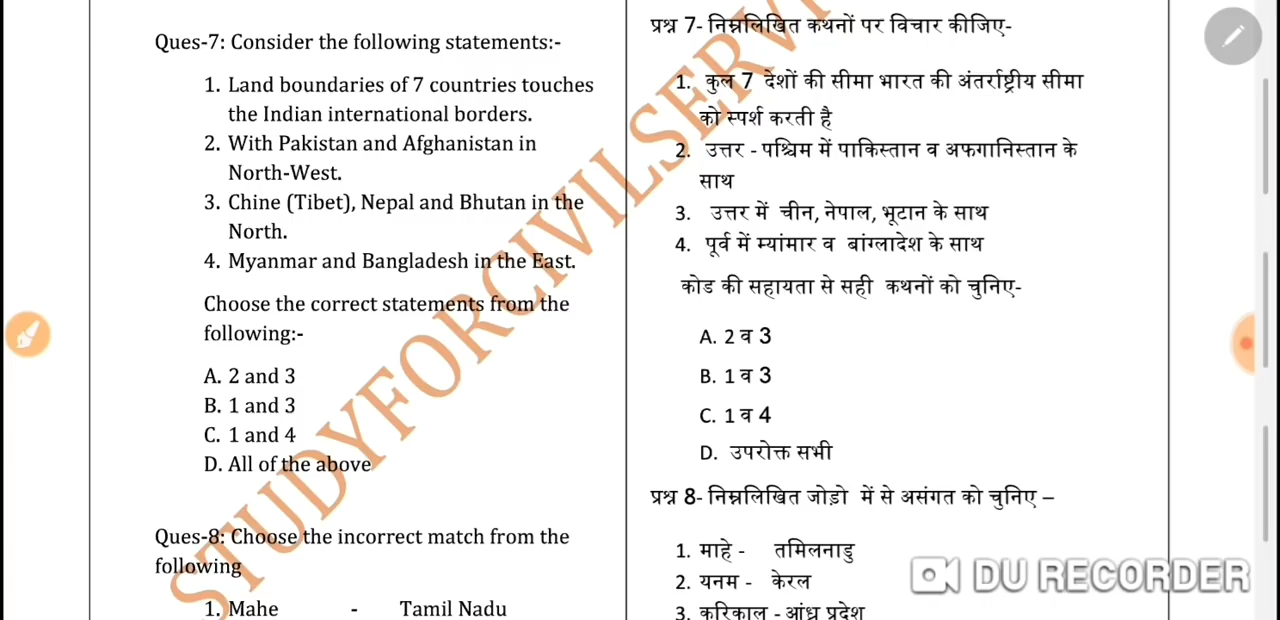 Ques-7: Consider the following statements:-
1. Land boundaries of 7 countries touches
the Indian international borders.
2. With Pakistan and Afghanistan in
North-West.
3. Chine (Tibet), Nepal and Bhutan in the
North.
4. Myanmar and Bangladesh in the East.
Choose the correct statements from the
following:-
A. 2 and 3
B. 1 and 3
C. 1 and 4
D. All of the above
Ques-8: Choose the incorrect match from the
following
1. Mahe - Tamil Nadu
प्रश्न 7- निम्नलिखित कथनों पर विचार कीजिए-
1. कुल 7 देशों की सीमा भारत की अंतर्राष्ट्रीय सीमा
को स्पर्श करती है
2. उत्तर - पश्चिम में पाकिस्तान व अफगानिस्तान के
साथ
3. उत्तर में चीन, नेपाल, भूटान के साथ
4. पूर्व में म्यांमार व बांग्लादेश के साथ
कोड की सहायता से सही कथनों को चुनिए-
A. 2 व 3
B. 1 व 3
C. 1 व 4
D. उपरोक्त सभी
प्रश्न 8- निम्नलिखित जोड़ो में से असंगत को चुनिए –
1. माहे - तमिलनाडु
2. यनम - केरल
3. करिकाल - आंध्र प्रदेश
STUDYFORCIVILSERV
DU RECORDER